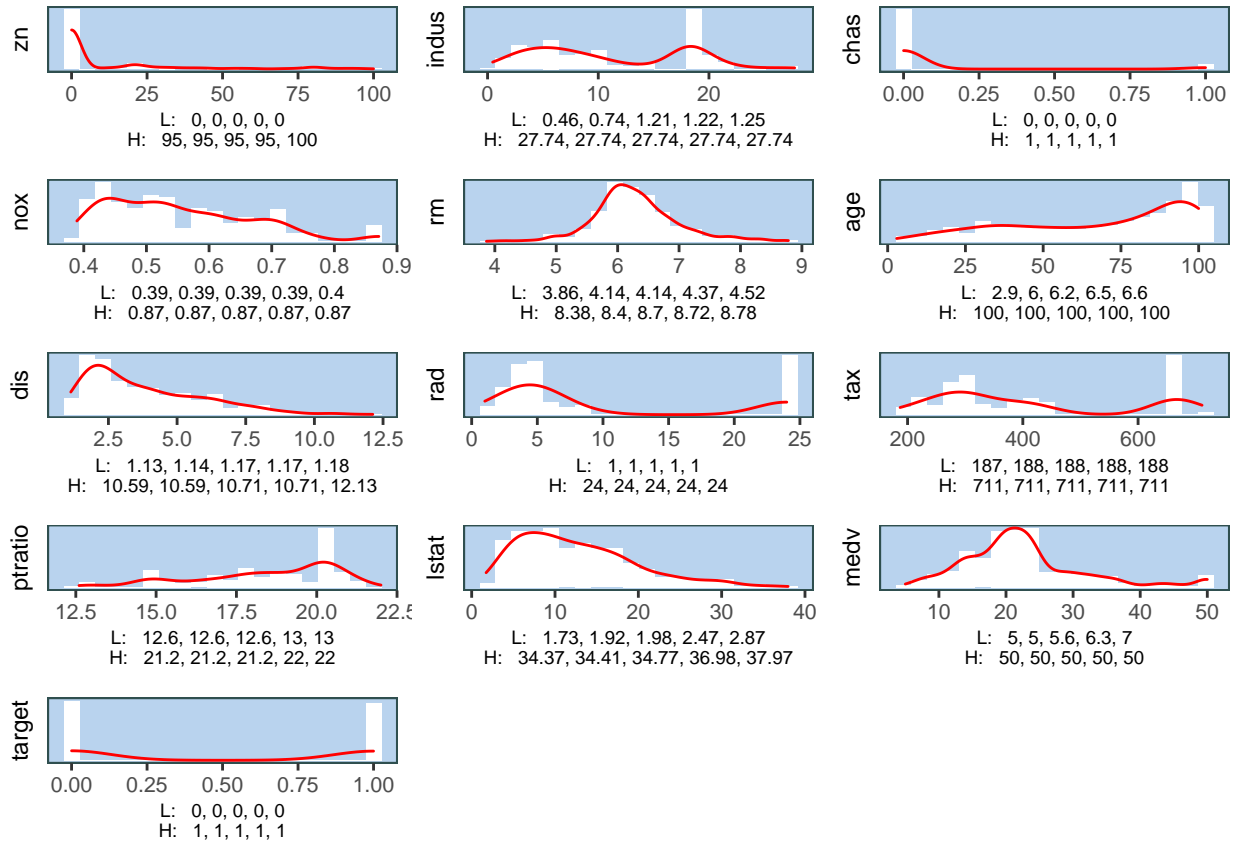 zn
0 25 50 75 100
L: 0, 0, 0, 0, 0
H: 95, 95, 95, 95, 100
indus
0 10 20
L: 0.46, 0.74, 1.21, 1.22, 1.25
H: 27.74, 27.74, 27.74, 27.74, 27.74
chas
0.00 0.25 0.50 0.75 1.00
L: 0, 0, 0, 0, 0
H: 1, 1, 1, 1, 1
nox
0.4 0.5 0.6 0.7 0.8 0.9
L: 0.39, 0.39, 0.39, 0.39, 0.4
H: 0.87, 0.87, 0.87, 0.87, 0.87
rm
4 5 6 7 8 9
L: 3.86, 4.14, 4.14, 4.37, 4.52
H: 8.38, 8.4, 8.7, 8.72, 8.78
age
0 25 50 75 100
L: 2.9, 6, 6.2, 6.5, 6.6
H: 100, 100, 100, 100, 100
dis
2.5 5.0 7.5 10.0 12.5
L: 1.13, 1.14, 1.17, 1.17, 1.18
H: 10.59, 10.59, 10.71, 10.71, 12.13
rad
0 5 10 15 20 25
L: 1, 1, 1, 1, 1
H: 24, 24, 24, 24, 24
tax
200 400 600
L: 187, 188, 188, 188, 188
H: 711, 711, 711, 711, 711
ptratio
12.5 15.0 17.5 20.0 22.5
L: 12.6, 12.6, 12.6, 13, 13
H: 21.2, 21.2, 21.2, 22, 22
lstat
0 10 20 30 40
L: 1.73, 1.92, 1.98, 2.47, 2.87
H: 34.37, 34.41, 34.77, 36.98, 37.97
medv
10 20 30 40 50
L: 5, 5, 5.6, 6.3, 7
H: 50, 50, 50, 50, 50
target
0.00 0.25 0.50 0.75 1.00
L: 0, 0, 0, 0, 0
H: 1, 1, 1, 1, 1